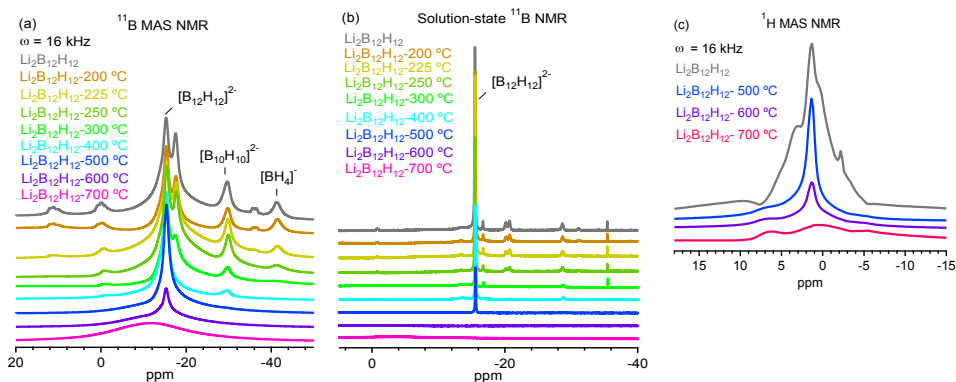 (a)
¹¹B MAS NMR
ω = 16 kHz
Li₂B₁₂H₁₂
Li₂B₁₂H₁₂-200 ºC
Li₂B₁₂H₁₂-225 ºC
Li₂B₁₂H₁₂-250 ºC
Li₂B₁₂H₁₂-300 ºC
Li₂B₁₂H₁₂-400 ºC
Li₂B₁₂H₁₂-500 ºC
Li₂B₁₂H₁₂-600 ºC
Li₂B₁₂H₁₂-700 ºC
[B₁₂H₁₂]²⁻
[B₁₀H₁₀]²⁻
[BH₄]⁻
20 0 -20 -40
ppm
(b)
Solution-state ¹¹B NMR
Li₂B₁₂H₁₂
Li₂B₁₂H₁₂-200 ºC
Li₂B₁₂H₁₂-225 ºC
Li₂B₁₂H₁₂-250 ºC
Li₂B₁₂H₁₂-300 ºC
Li₂B₁₂H₁₂-400 ºC
Li₂B₁₂H₁₂-500 ºC
Li₂B₁₂H₁₂-600 ºC
Li₂B₁₂H₁₂-700 ºC
[B₁₂H₁₂]²⁻
0 -20 -40
ppm
(c)
¹H MAS NMR
ω = 16 kHz
Li₂B₁₂H₁₂
Li₂B₁₂H₁₂- 500 ºC
Li₂B₁₂H₁₂- 600 ºC
Li₂B₁₂H₁₂- 700 ºC
15 10 5 0 -5 -10 -15
ppm